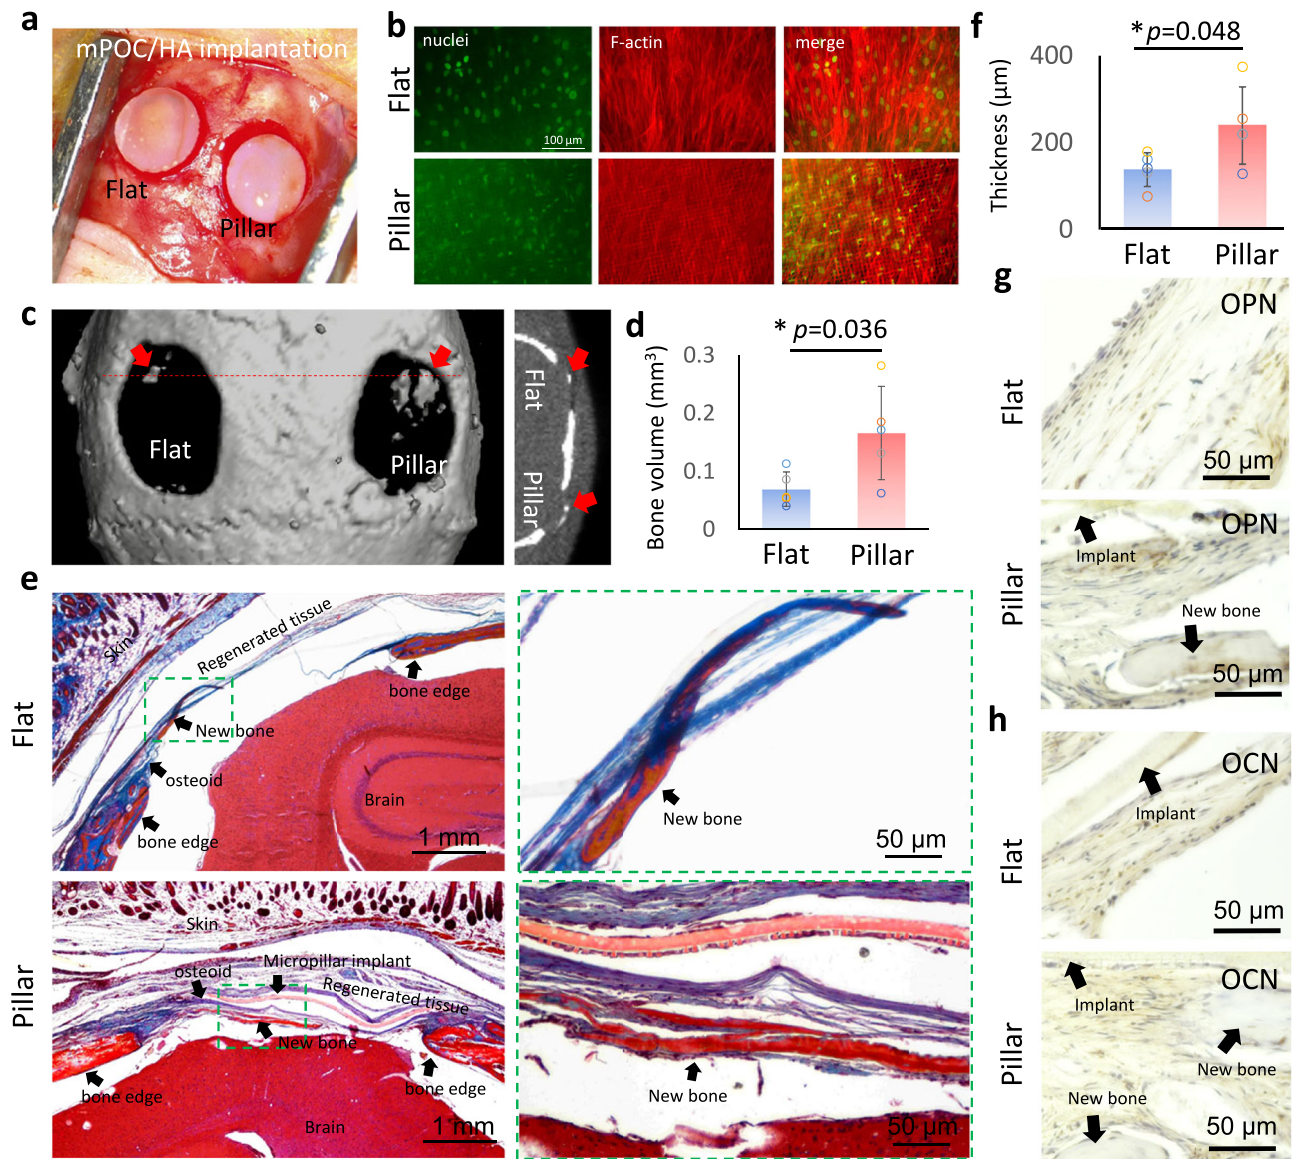 a
mPOC/HA implantation
Flat
Pillar
b
nuclei
F-actin
merge
Flat
100 µm
Pillar
c
Flat
Pillar
Flat
Pillar
d
* p=0.036
Bone volume (mm³)
0.3
0.2
0.1
0
Flat
Pillar
e
Flat
Skin
Regenerated tissue
bone edge
New bone
osteoid
Brain
bone edge
1 mm
New bone
50 µm
Pillar
Skin
Micropillar implant
osteoid
Regenerated tissue
New bone
bone edge
bone edge
Brain
1 mm
New bone
50 µm
f
* p=0.048
Thickness (µm)
400
200
0
Flat
Pillar
g
OPN
Flat
50 µm
OPN
Implant
Pillar
New bone
50 µm
h
OCN
Implant
Flat
50 µm
OCN
Implant
Pillar
New bone
New bone
50 µm